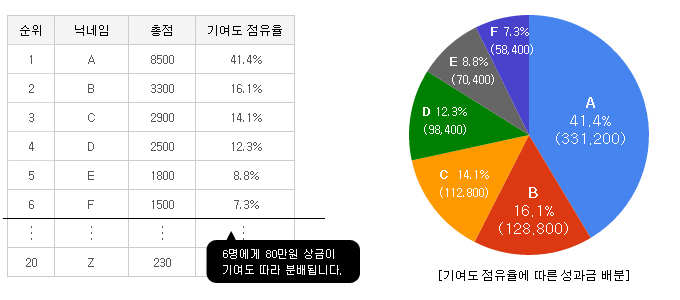 순위 닉네임 총점 기여도 점유율
1 A 8500 41.4%
2 B 3300 16.1%
3 C 2900 14.1%
4 D 2500 12.3%
5 E 1800 8.8%
6 F 1500 7.3%
⋮ ⋮ ⋮ ⋮
20 Z 230
6명에게 80만원 상금이
기여도 따라 분배됩니다.
A
41.4%
(331,200)
B
16.1%
(128,800)
C 14.1%
(112.800)
D 12.3%
(98,400)
E 8.8%
(70,400)
F 7.3%
(58,400)
[기여도 점유율에 따른 성과금 배분]